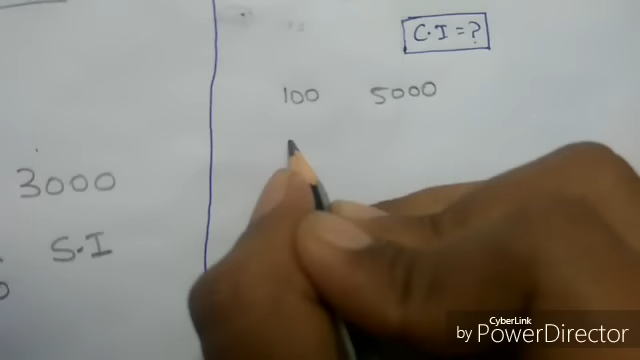 C.I = ?
100 5000
3000
S.I
CyberLink
by PowerDirector